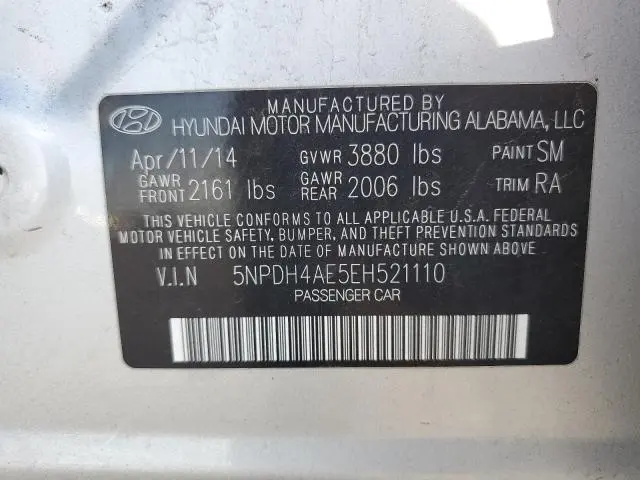 MANUFACTURED BY
HYUNDAI MOTOR MANUFACTURING ALABAMA, LLC
Apr/11/14 GVWR 3880 lbs PAINT SM
GAWR FRONT 2161 lbs GAWR REAR 2006 lbs TRIM RA
THIS VEHICLE CONFORMS TO ALL APPLICABLE U.S.A. FEDERAL
MOTOR VEHICLE SAFETY, BUMPER, AND THEFT PREVENTION STANDARDS
IN EFFECT ON THE DATE OF MANUFACTURE SHOWN ABOVE.
V.I.N 5NPDH4AE5EH521110
PASSENGER CAR